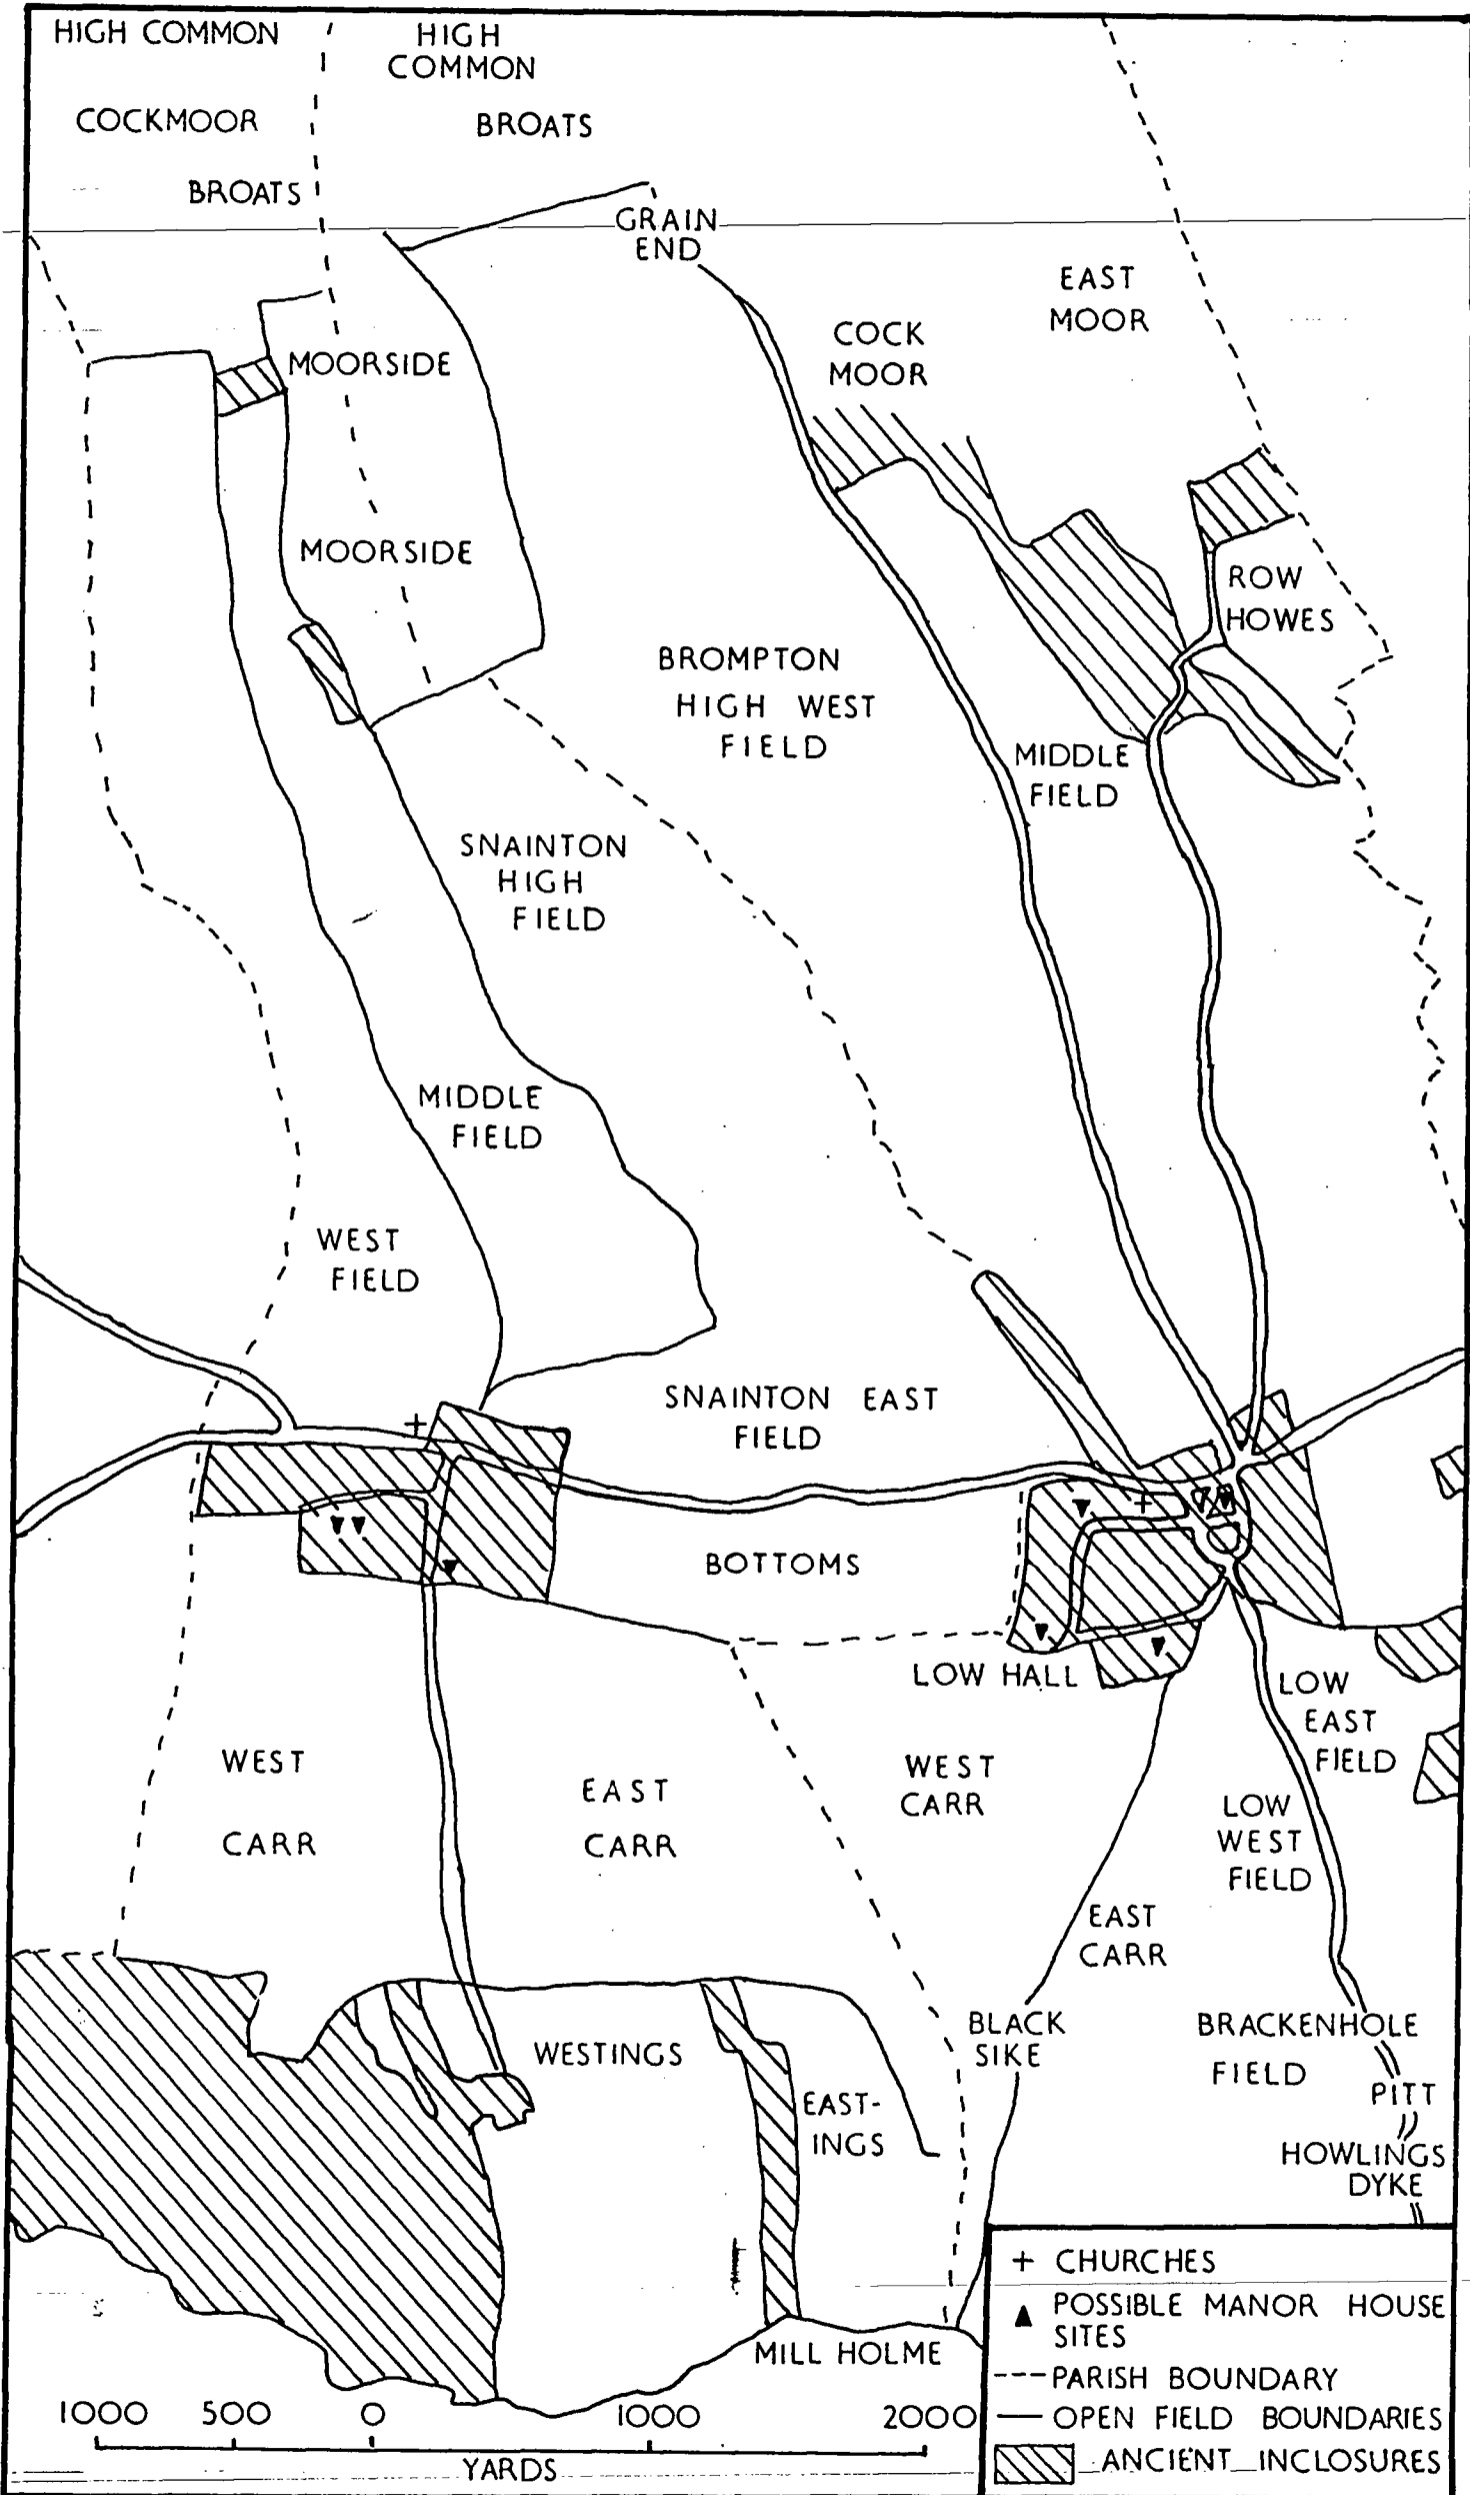 HIGH COMMON
HIGH
COMMON
COCKMOOR
BROATS
BROATS
GRAIN
END
EAST
MOOR
COCK
MOOR
MOORSIDE
MOORSIDE
ROW
HOWES
BROMPTON
HIGH WEST
FIELD
MIDDLE
FIELD
SNAINTON
HIGH
FIELD
MIDDLE
FIELD
WEST
FIELD
SNAINTON EAST
FIELD
BOTTOMS
LOW HALL
LOW
EAST
FIELD
WEST
CARR
EAST
CARR
WEST
CARR
LOW
WEST
FIELD
EAST
CARR
BLACK
SIKE
BRACKENHOLE
FIELD
PITT
HOWLINGS
DYKE
WESTINGS
EAST-
INGS
MILL HOLME
+ CHURCHES
▲ POSSIBLE MANOR HOUSE
SITES
--- PARISH BOUNDARY
— OPEN FIELD BOUNDARIES
ANCIENT INCLOSURES
1000 500 0 1000 2000
YARDS